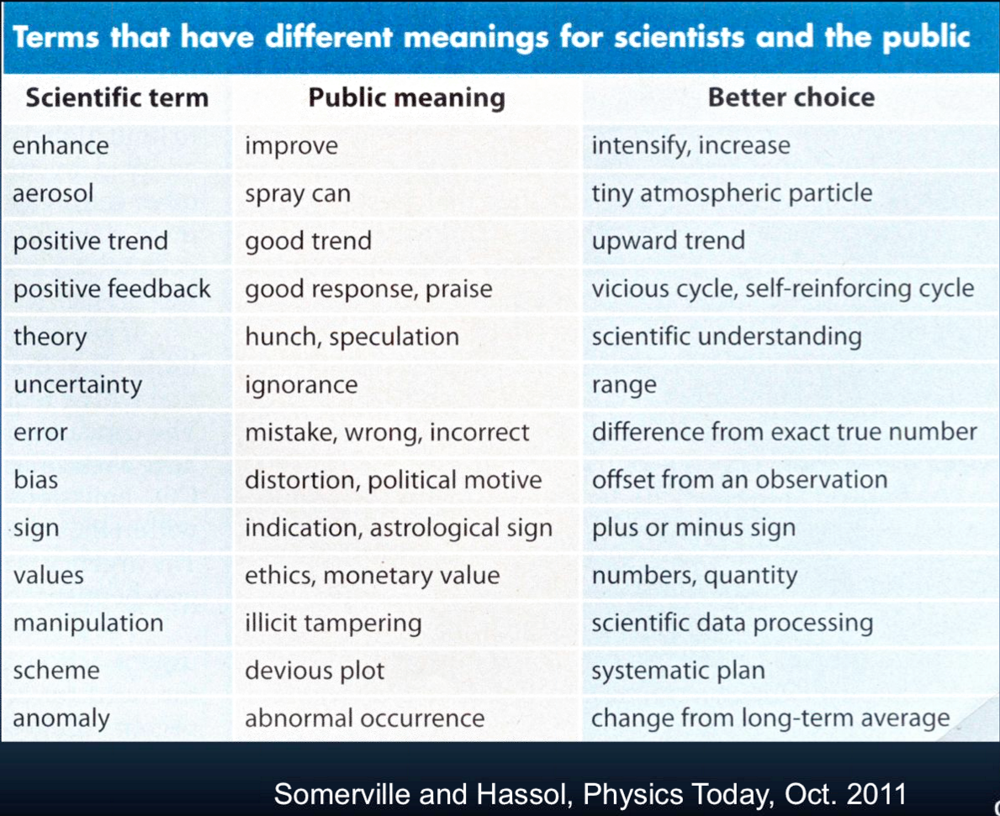 Terms that have different meanings for scientists and the public
Scientific term Public meaning Better choice
enhance improve intensify, increase
aerosol spray can tiny atmospheric particle
positive trend good trend upward trend
positive feedback good response, praise vicious cycle, self-reinforcing cycle
theory hunch, speculation scientific understanding
uncertainty ignorance range
error mistake, wrong, incorrect difference from exact true number
bias distortion, political motive offset from an observation
sign indication, astrological sign plus or minus sign
values ethics, monetary value numbers, quantity
manipulation illicit tampering scientific data processing
scheme devious plot systematic plan
anomaly abnormal occurrence change from long-term average
Somerville and Hassol, Physics Today, Oct. 2011